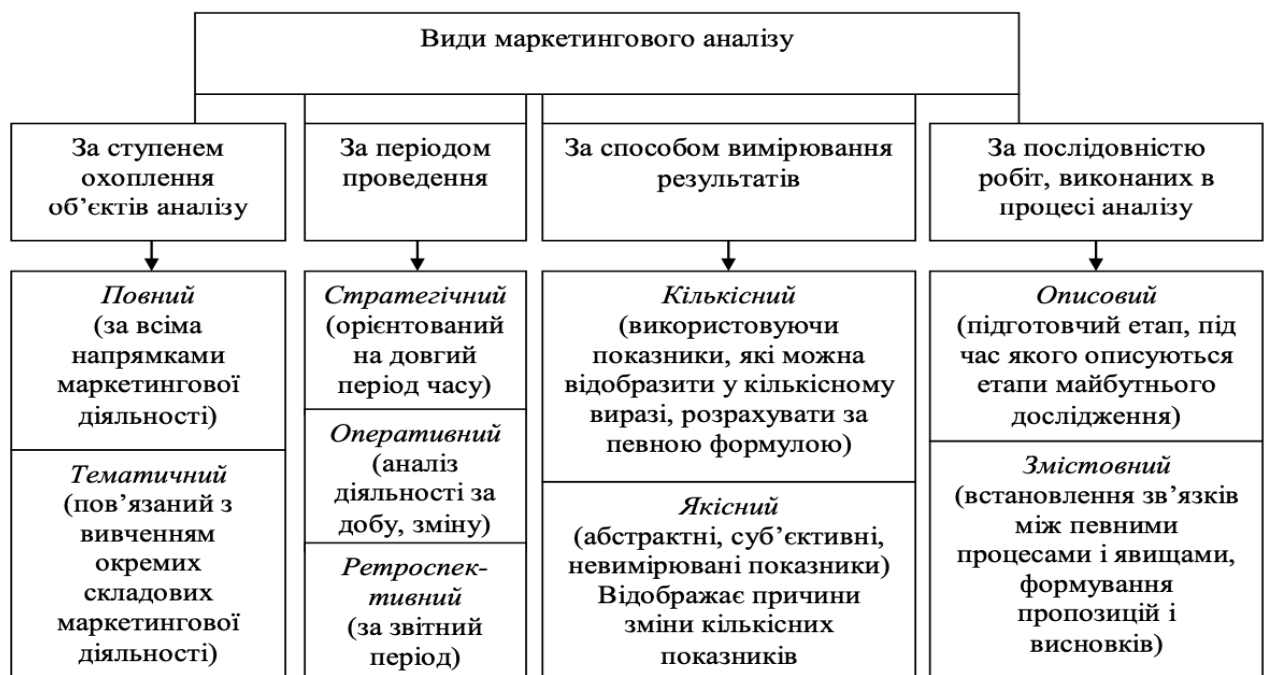 Види маркетингового аналізу
За ступенем
охоплення
об’єктів аналізу
За періодом
проведення
За способом вимірювання
результатів
За послідовністю
робіт, виконаних в
процесі аналізу
Повний
(за всіма
напрямками
маркетингової
діяльності)
Тематичний
(пов’язаний з
вивченням
окремих
складових
маркетингової
діяльності)
Стратегічний
(орієнтований
на довгий
період часу)
Оперативний
(аналіз
діяльності за
добу, зміну)
Ретроспек-
тивний
(за звітний
період)
Кількісний
(використовуючи
показники, які можна
відобразити у кількісному
виразі, розрахувати за
певною формулою)
Якісний
(абстрактні, суб’єктивні,
невимірювані показники)
Відображає причини
зміни кількісних
показників
Описовий
(підготовчий етап, під
час якого описуються
етапи майбутнього
дослідження)
Змістовний
(встановлення зв’язків
між певними
процесами і явищами,
формування
пропозицій і
висновків)